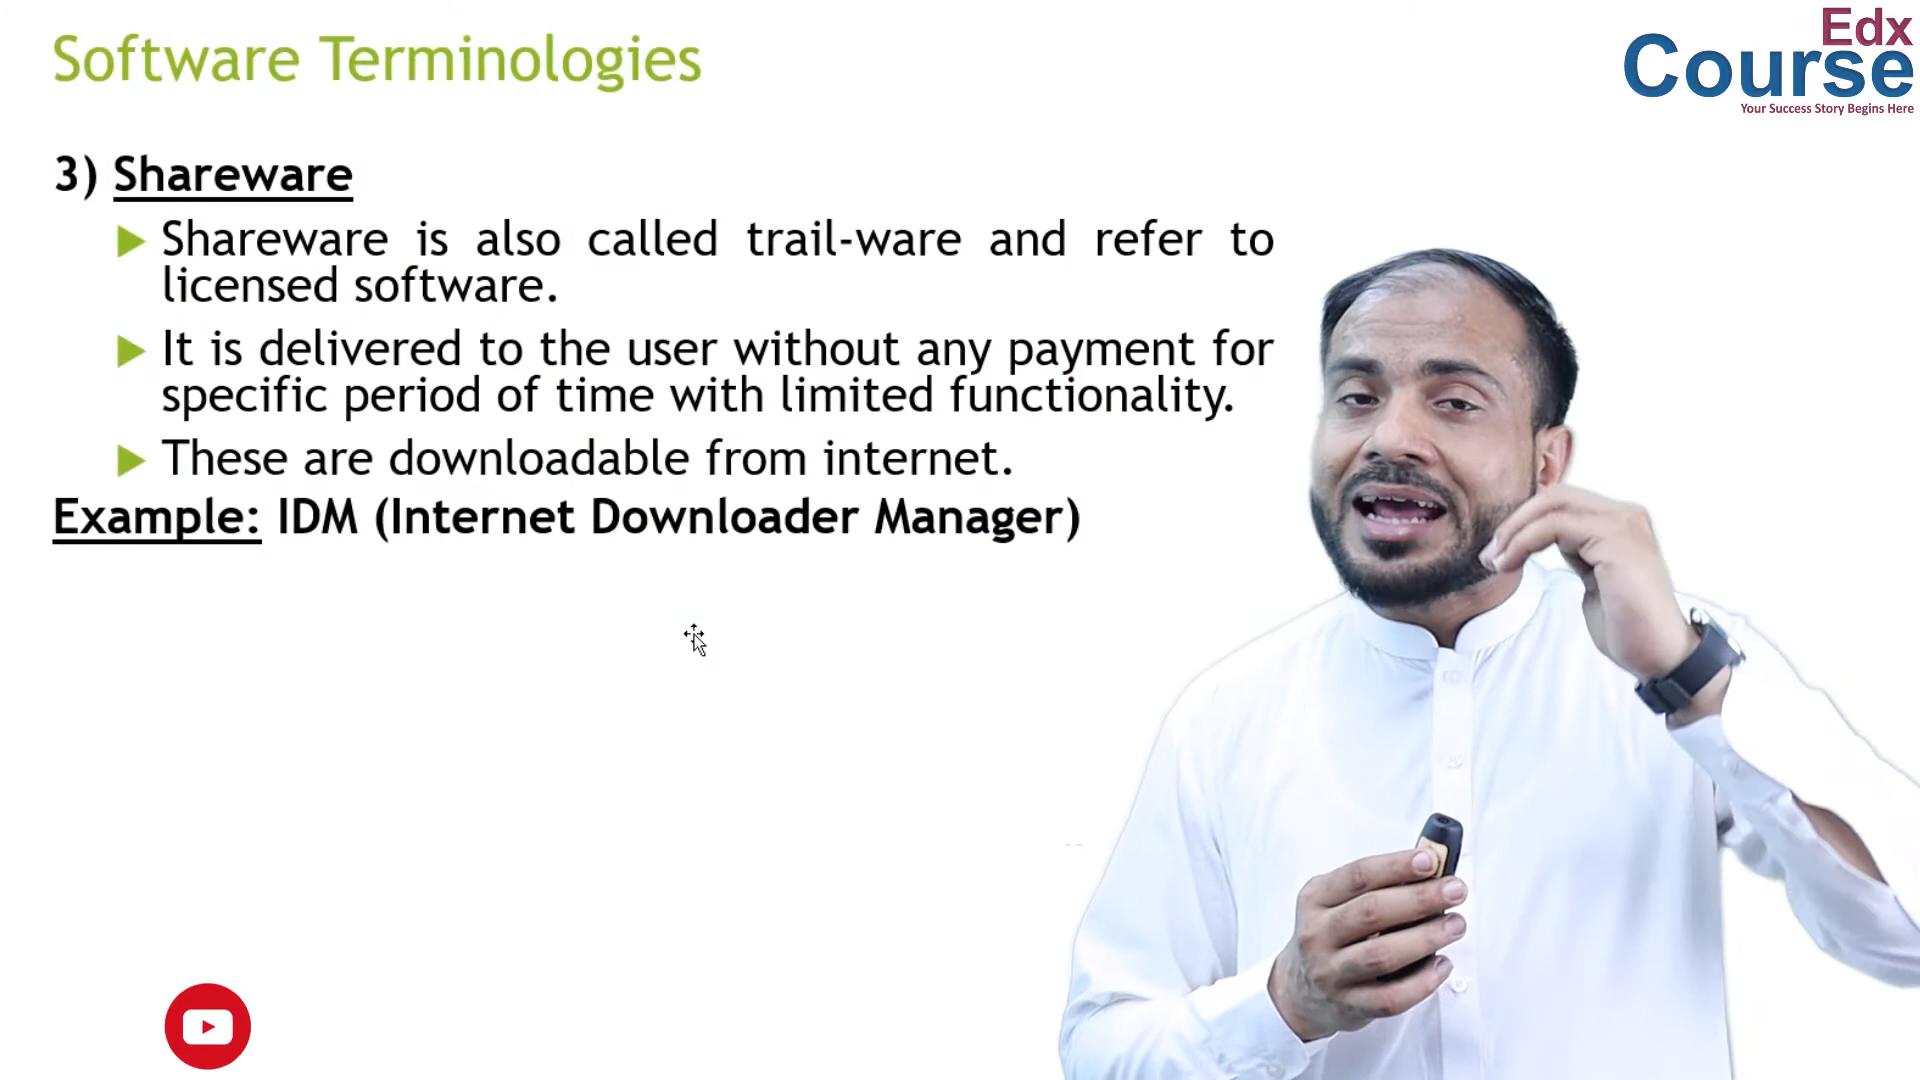 Software Terminologies
Edx
Course
Your Success Story Begins Here
3) Shareware
Shareware is also called trail-ware and refer to
licensed software.
It is delivered to the user without any payment for
specific period of time with limited functionality.
These are downloadable from internet.
Example: IDM (Internet Downloader Manager)